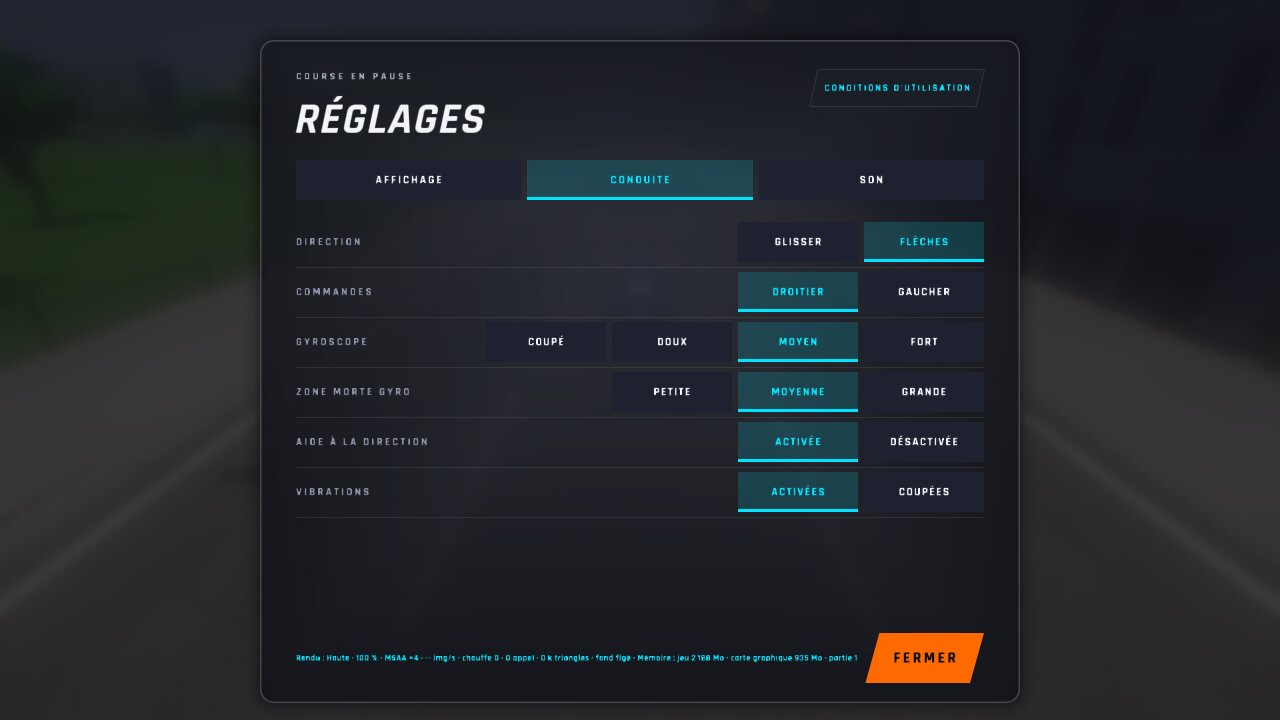 COURSE EN PAUSE
CONDITIONS D'UTILISATION
RÉGLAGES
AFFICHAGE CONDUITE SON
DIRECTION GLISSER FLÈCHES
COMMANDES DROITIER GAUCHER
GYROSCOPE COUPÉ DOUX MOYEN FORT
ZONE MORTE GYRO PETITE MOYENNE GRANDE
AIDE À LA DIRECTION ACTIVÉE DÉSACTIVÉE
VIBRATIONS ACTIVÉES COUPÉES
Rendu : Haute · 100 % · MSAA ×4 · -- img/s · chauffe 0 · 0 appel · 0 k triangles · fond figé · Mémoire : jeu 2 188 Mo · carte graphique 935 Mo · partie 1
FERMER